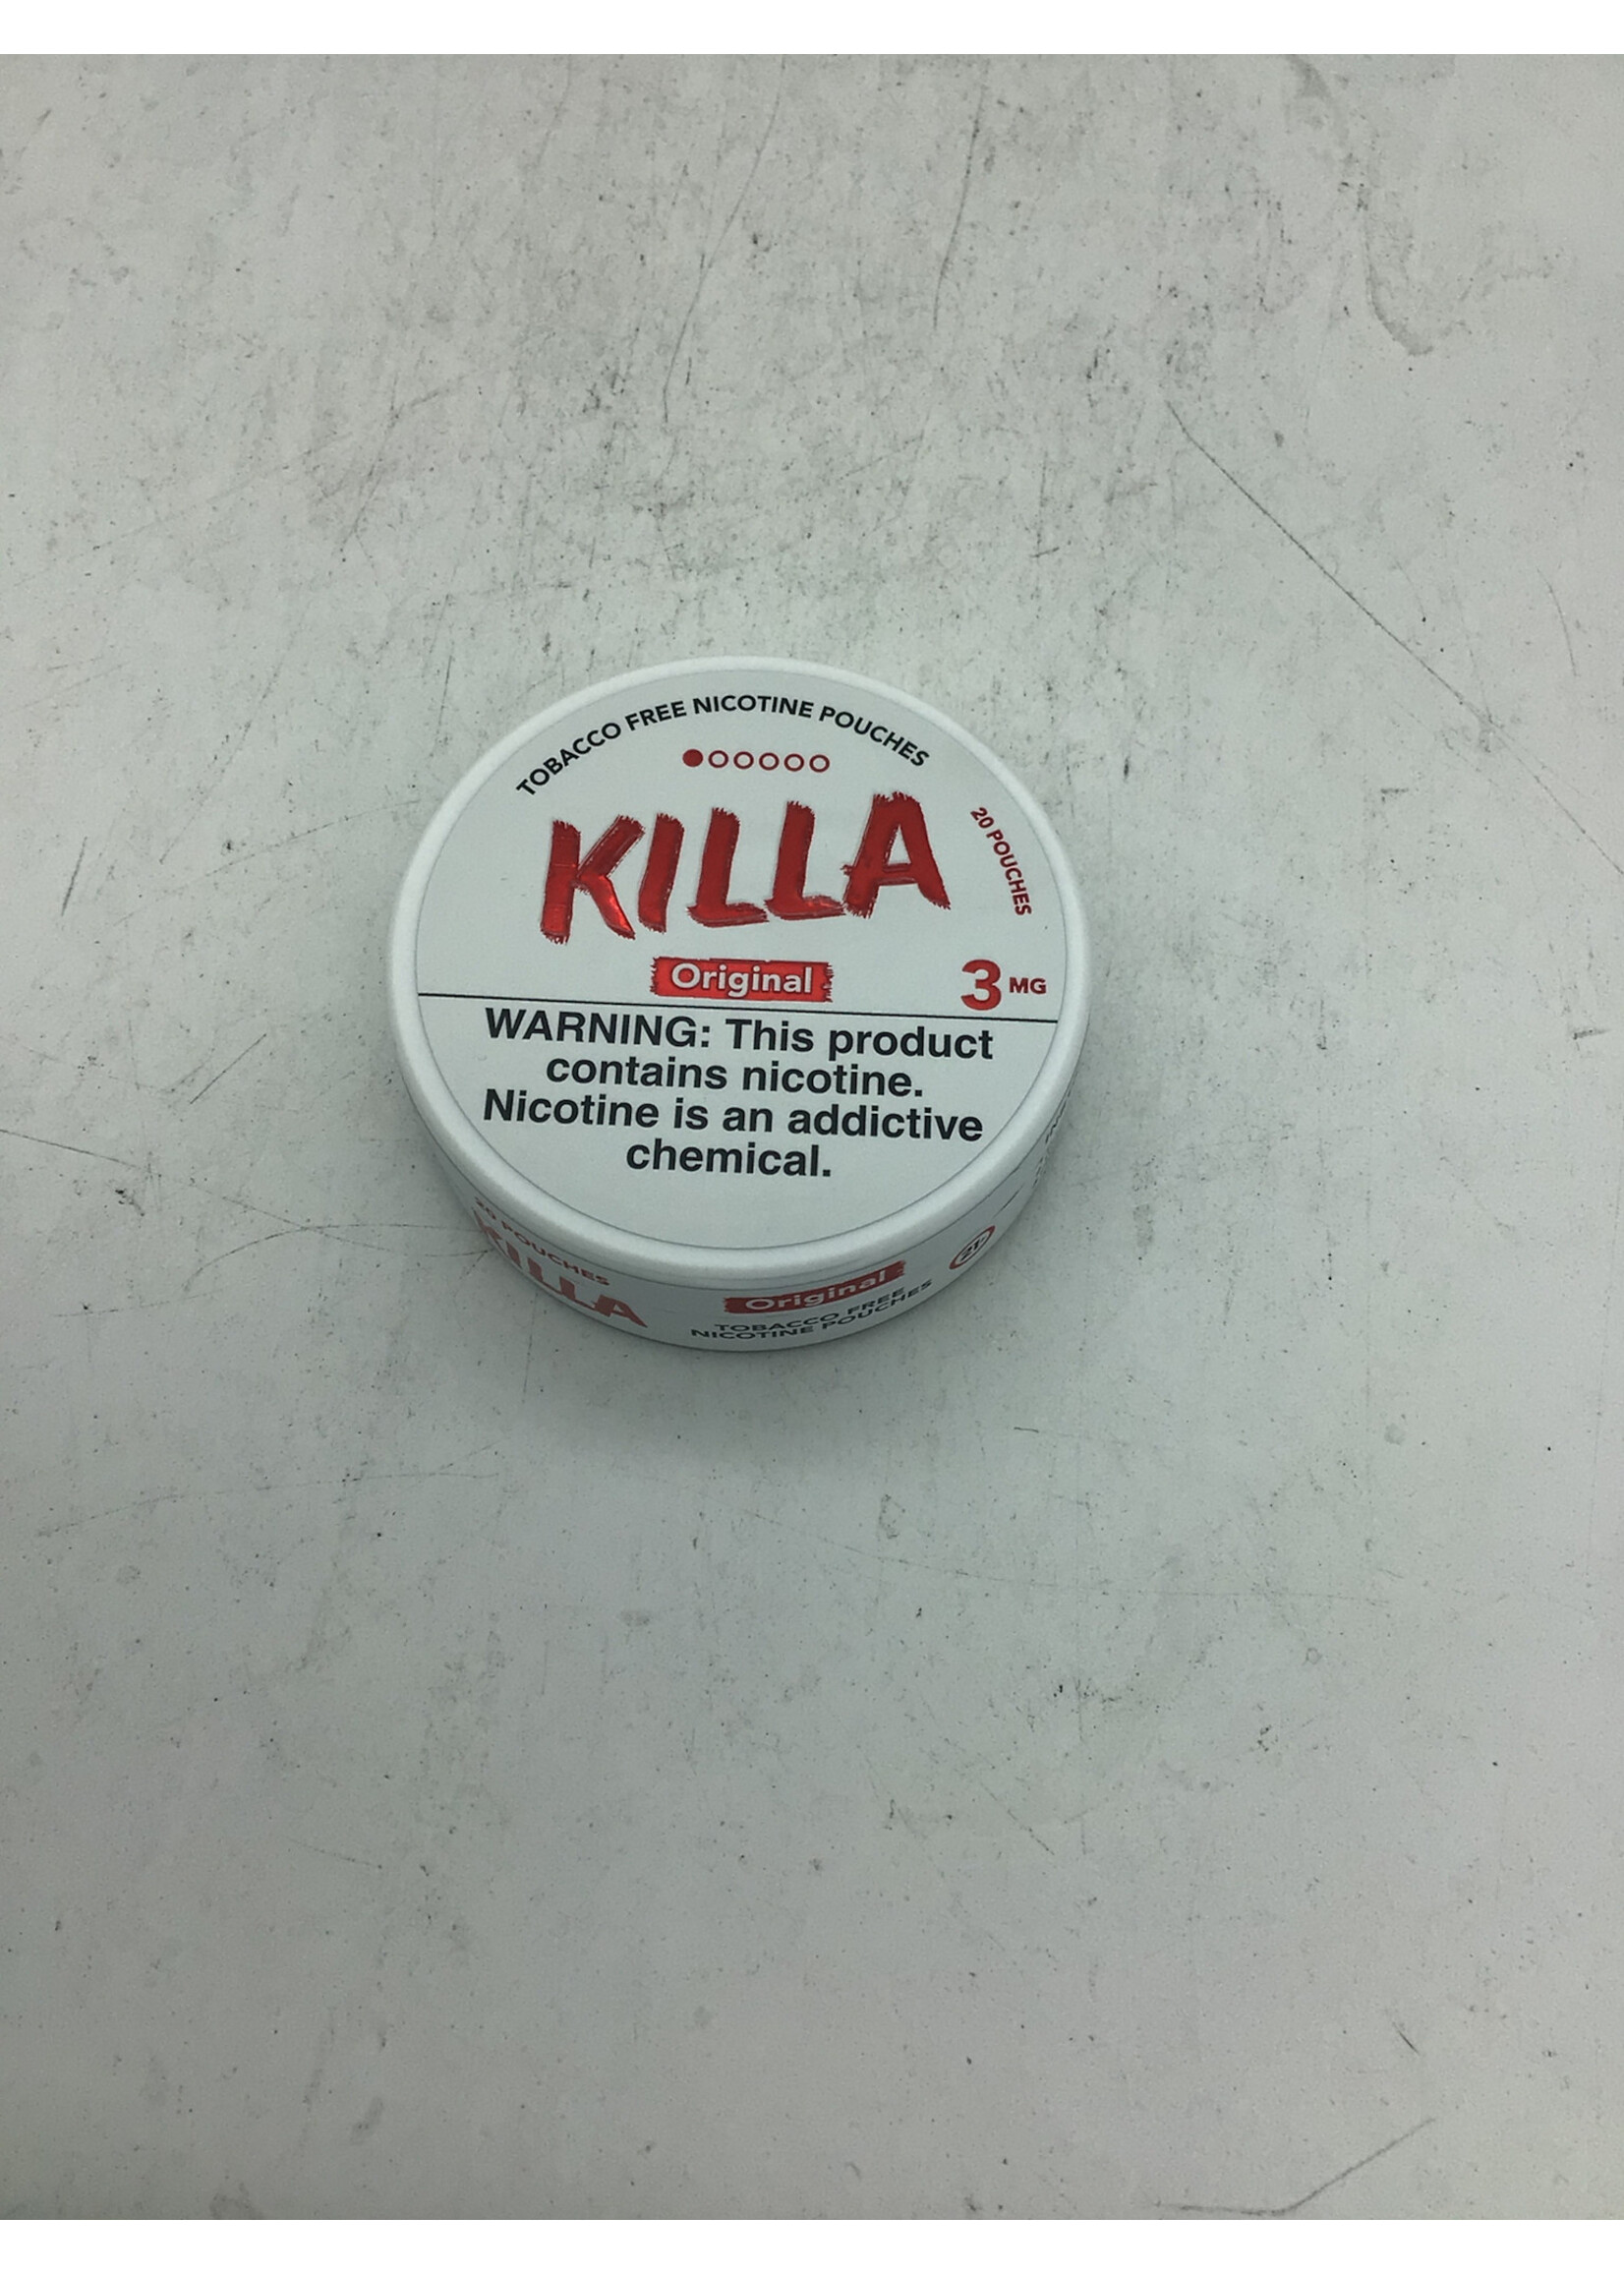 TOBACCO FREE NICOTINE POUCHES
KILLA
20 POUCHES
Original
3 MG
WARNING: This product
contains nicotine.
Nicotine is an addictive
chemical.
20 POUCHES
KILLA
Original
TOBACCO FREE
NICOTINE POUCHES
21+